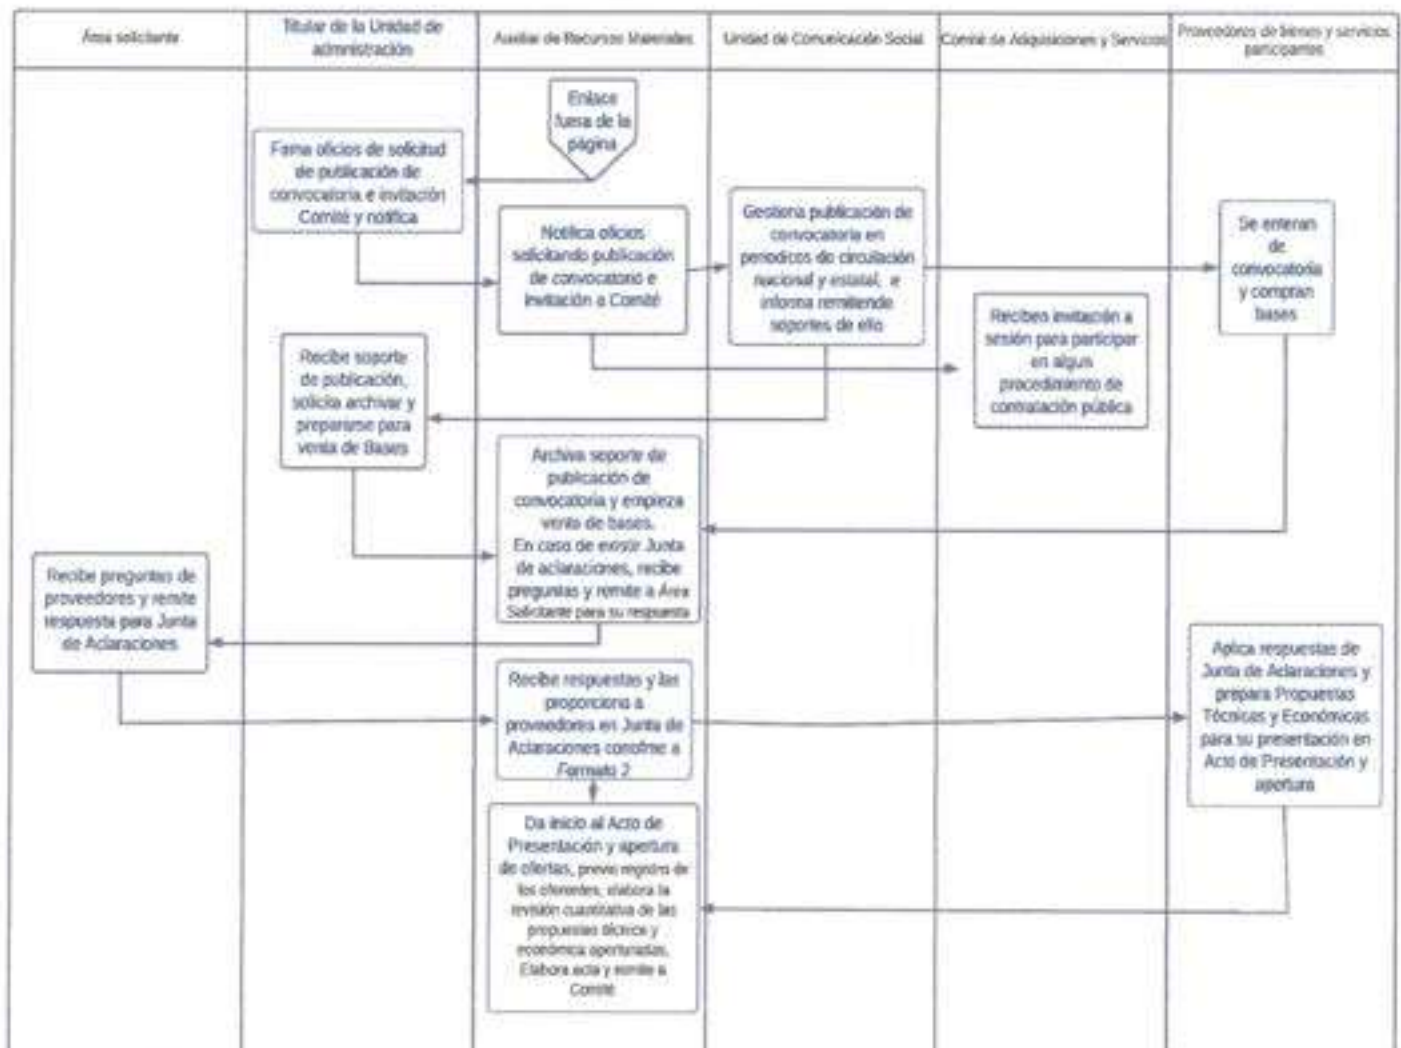 Área solicitante
Titular de la Unidad de
administración
Auxiliar de Recursos Materiales
Unidad de Comunicación Social
Comité de Adquisiciones y Servicios
Proveedores de bienes y servicios
participantes
Enlace
fuera de la
página
Firma oficios de solicitud
de publicación de
convocatoria e invitación
Comité y notifica
Notifica oficios
solicitando publicación
de convocatorio e
invitación a Comité
Gestiona publicación de
convocatoria en
periodicos de circulación
nacional y estatal, e
informa remitiendo
soportes de ello
Se enteran
de
convocatoria
y compran
bases
Reciben invitación a
sesión para participar
en algun
procedimiento de
contratación pública
Recibe soporte
de publicación,
solicita archivar y
prepararse para
venta de Bases
Archiva soporte de
publicación de
convocatoria y empieza
venta de bases.
En caso de existir Junta
de aclaraciones, recibe
preguntas y remite a Área
Solicitante para su respuesta
Recibe preguntas de
proveedores y remite
respuesta para Junta
de Aclaraciones
Recibe respuestas y las
proporciona a
proveedores en Junta de
Aclaraciones conofrme a
Formato 2
Aplica respuestas de
Junta de Aclaraciones y
prepara Propuestas
Técnicas y Económicas
para su presentación en
Acto de Presentación y
apertura
Da inicio al Acto de
Presentación y apertura
de ofertas, previo registro de
los oferentes, elabora la
revisión cuantitativa de las
propuestas técnica y
económica aperturadas,
Elabora acta y remite a
Comité